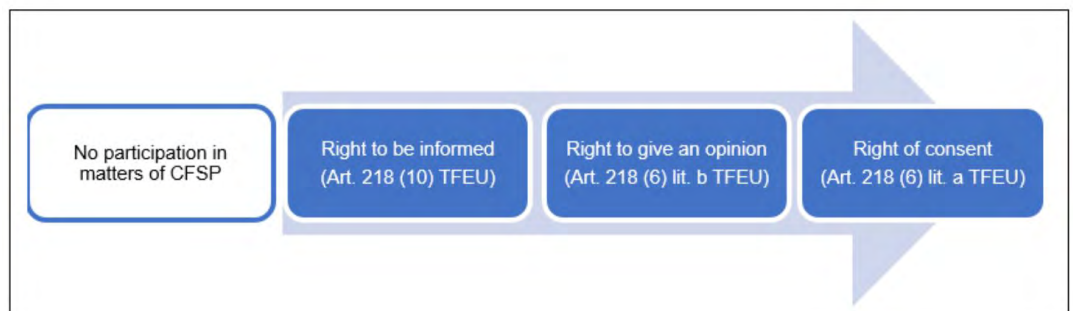 No participation in
matters of CFSP
Right to be informed
(Art. 218 (10) TFEU)
Right to give an opinion
(Art. 218 (6) lit. b TFEU)
Right of consent
(Art. 218 (6) lit. a TFEU)